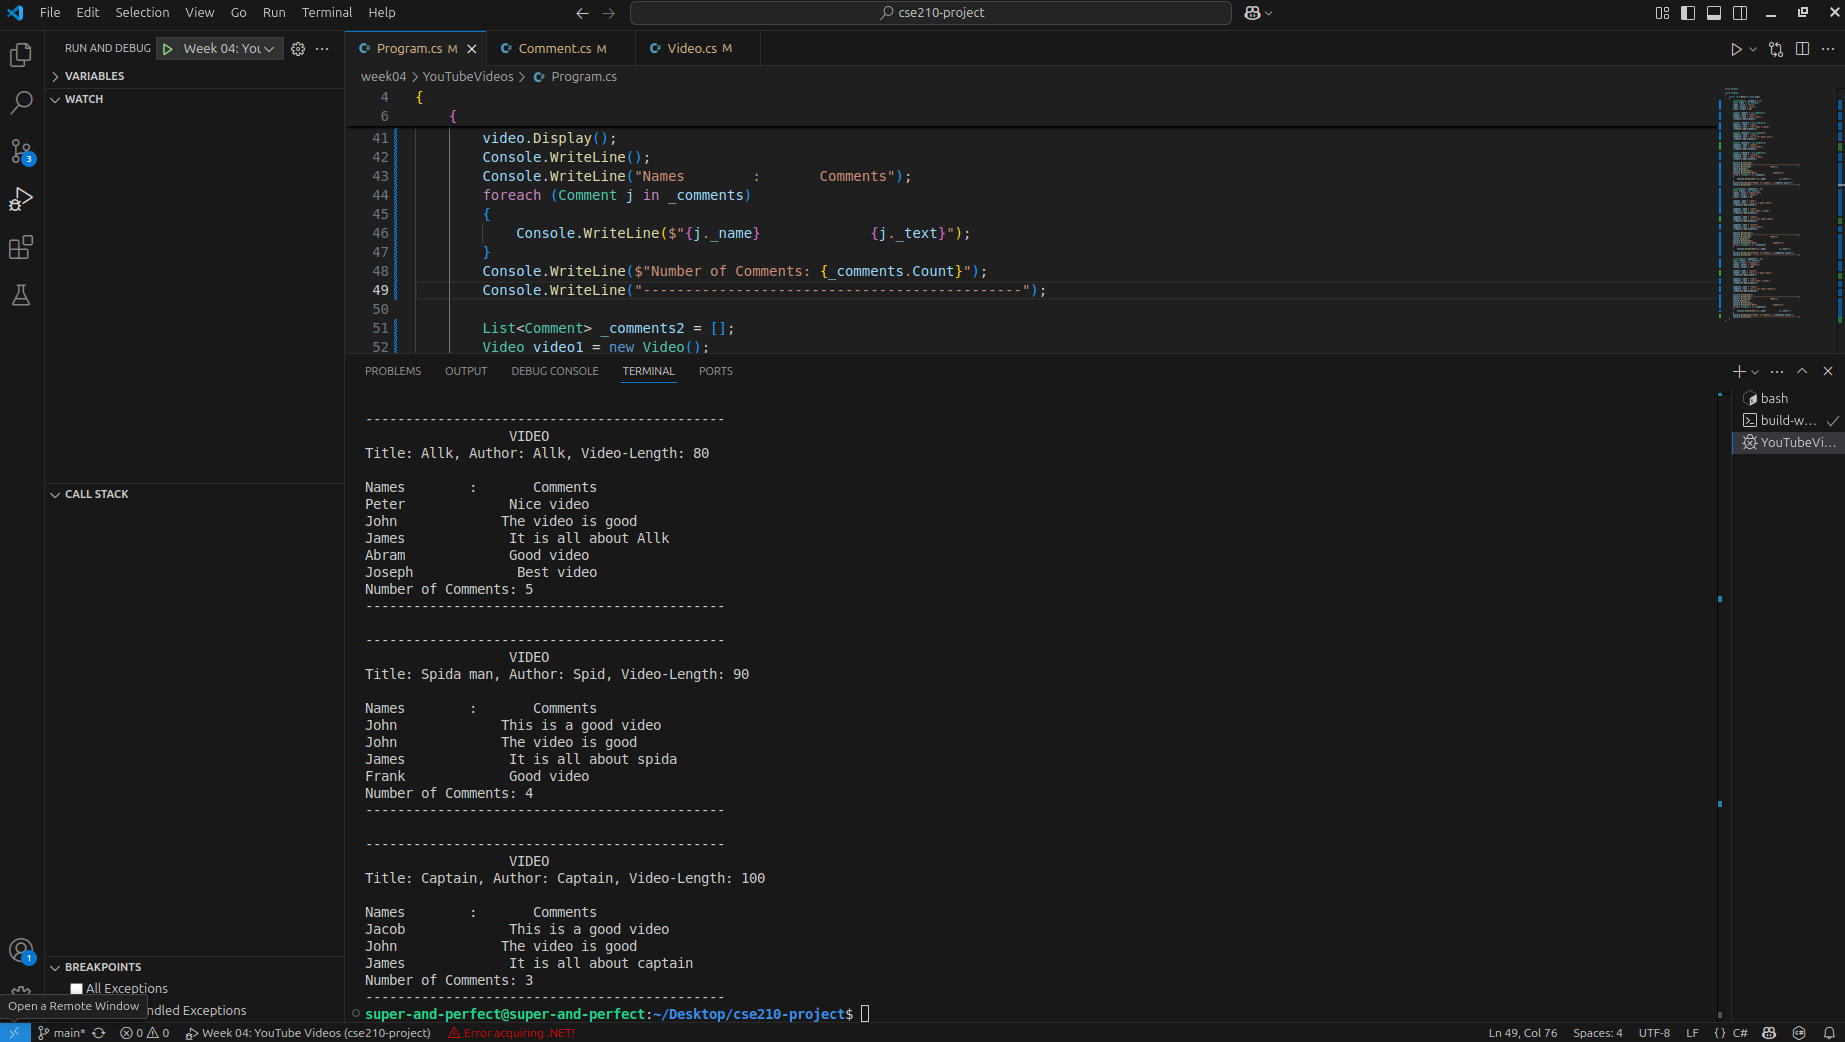 File Edit Selection View Go Run Terminal Help
cse210-project
RUN AND DEBUG Week 04: You
Program.cs M
Comment.cs M
Video.cs M
VARIABLES
WATCH
CALL STACK
BREAKPOINTS
All Exceptions
ndled Exceptions
Open a Remote Window
3
1
week04 > YouTubeVideos > Program.cs
4 {
6 {
41 video.Display();
42 Console.WriteLine();
43 Console.WriteLine("Names        :       Comments");
44 foreach (Comment j in _comments)
45 {
46 Console.WriteLine($"{j._name}             {j._text}");
47 }
48 Console.WriteLine($"Number of Comments: {_comments.Count}");
49 Console.WriteLine("---------------------------------------------");
50
51 List<Comment> _comments2 = [];
52 Video video1 = new Video();
PROBLEMS OUTPUT DEBUG CONSOLE TERMINAL PORTS
bash
build-w...
YouTubeVi...
---------------------------------------------
VIDEO
Title: Allk, Author: Allk, Video-Length: 80
Names        :       Comments
Peter             Nice video
John             The video is good
James             It is all about Allk
Abram             Good video
Joseph             Best video
Number of Comments: 5
---------------------------------------------
---------------------------------------------
VIDEO
Title: Spida man, Author: Spid, Video-Length: 90
Names        :       Comments
John             This is a good video
John             The video is good
James             It is all about spida
Frank             Good video
Number of Comments: 4
---------------------------------------------
---------------------------------------------
VIDEO
Title: Captain, Author: Captain, Video-Length: 100
Names        :       Comments
Jacob             This is a good video
John             The video is good
James             It is all about captain
Number of Comments: 3
---------------------------------------------
super-and-perfect@super-and-perfect:~/Desktop/cse210-project$
main* 0 0 Week 04: YouTube Videos (cse210-project) Error acquiring .NET! Ln 49, Col 76 Spaces: 4 UTF-8 LF {} C#